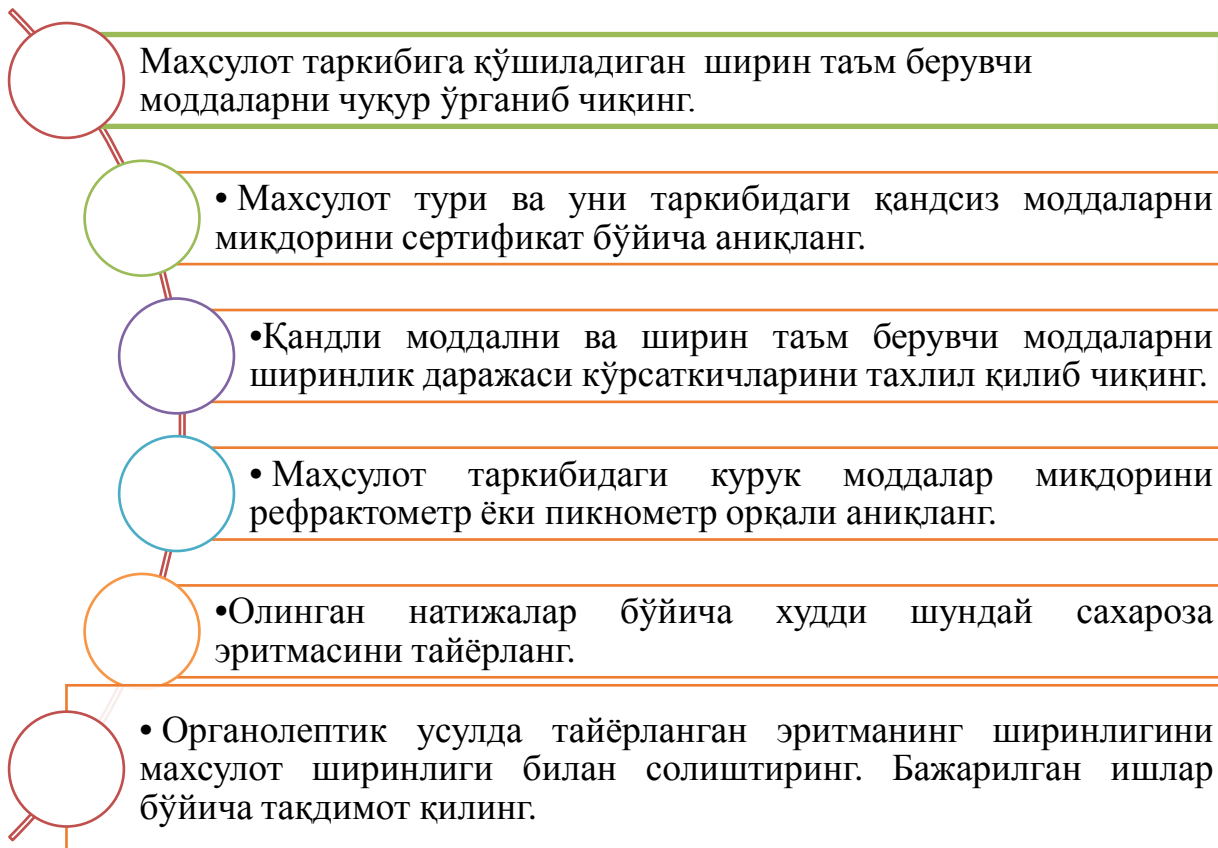 Маҳсулот таркибига қўшиладиган ширин таъм берувчи
моддаларни чуқур ўрганиб чиқинг.
• Махсулот тури ва уни таркибидаги қандсиз моддаларни
миқдорини сертификат бўйича аниқланг.
•Қандли моддални ва ширин таъм берувчи моддаларни
ширинлик даражаси кўрсаткичларини тахлил қилиб чиқинг.
• Маҳсулот таркибидаги курук моддалар миқдорини
рефрактометр ёки пикнометр орқали аниқланг.
•Олинган натижалар бўйича худди шундай сахароза
эритмасини тайёрланг.
• Органолептик усулда тайёрланган эритманинг ширинлигини
махсулот ширинлиги билан солиштиринг. Бажарилган ишлар
бўйича тақдимот қилинг.